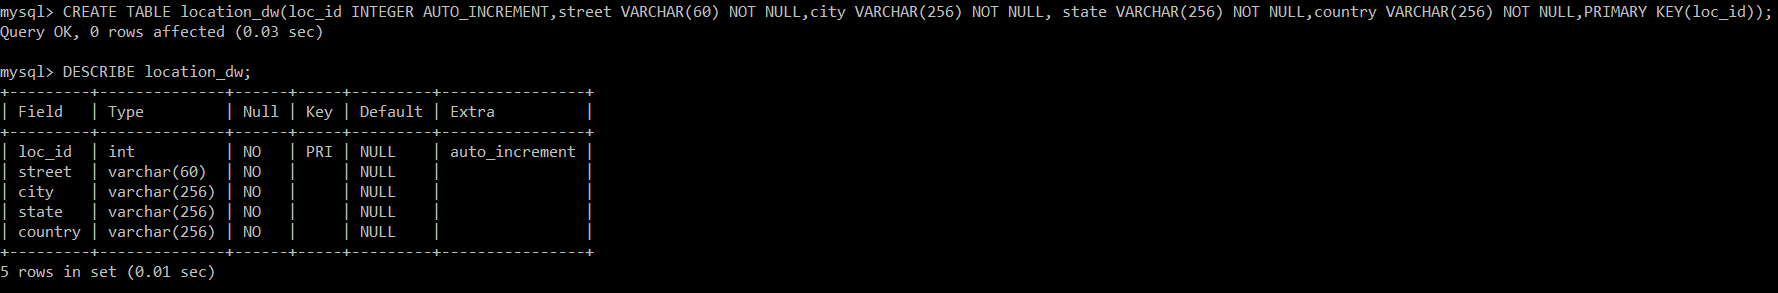 mysql> CREATE TABLE location_dw(loc_id INTEGER AUTO_INCREMENT,street VARCHAR(60) NOT NULL,city VARCHAR(256) NOT NULL, state VARCHAR(256) NOT NULL,country VARCHAR(256) NOT NULL,PRIMARY KEY(loc_id));
Query OK, 0 rows affected (0.03 sec)

mysql> DESCRIBE location_dw;
+---------+--------------+------+-----+---------+----------------+
| Field   | Type         | Null | Key | Default | Extra          |
+---------+--------------+------+-----+---------+----------------+
| loc_id  | int          | NO   | PRI | NULL    | auto_increment |
| street  | varchar(60)  | NO   |     | NULL    |                |
| city    | varchar(256) | NO   |     | NULL    |                |
| state   | varchar(256) | NO   |     | NULL    |                |
| country | varchar(256) | NO   |     | NULL    |                |
+---------+--------------+------+-----+---------+----------------+
5 rows in set (0.01 sec)